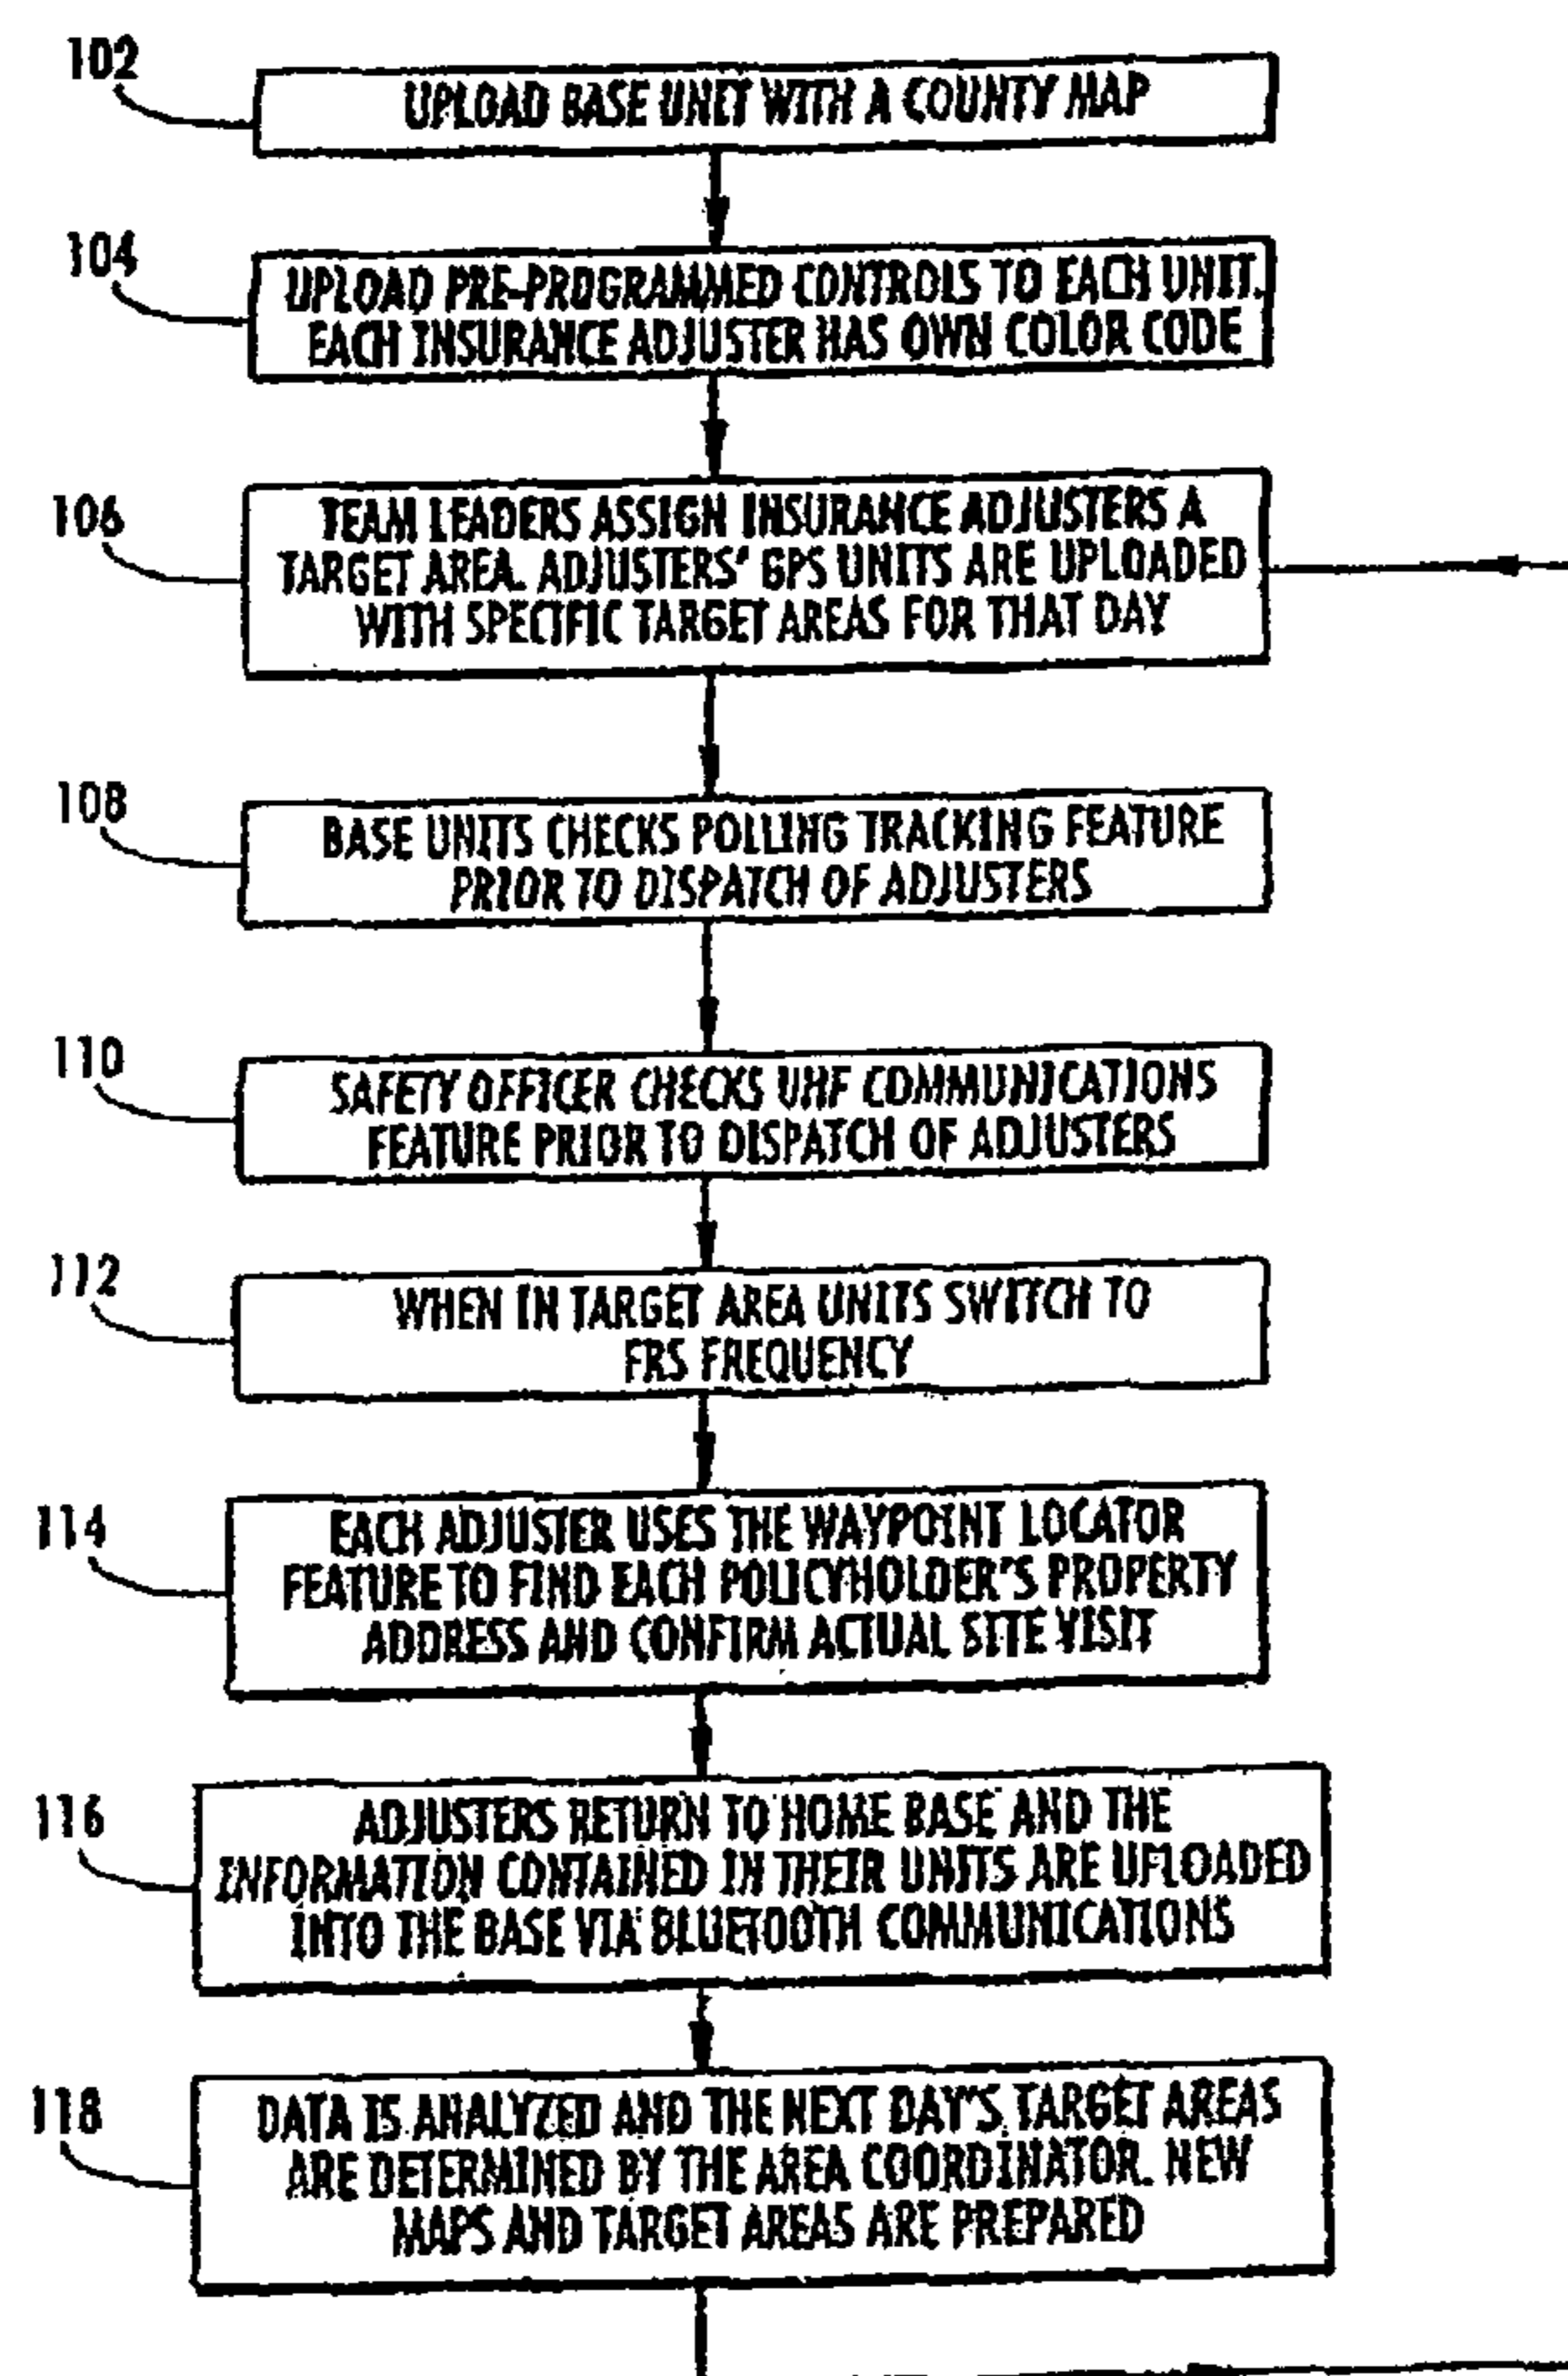 102
UPLOAD BASE UNIT WITH A COUNTY MAP
104
UPLOAD PRE-PROGRAMMED CONTROLS TO EACH UNIT.
EACH INSURANCE ADJUSTER HAS OWN COLOR CODE
106
TEAM LEADERS ASSIGN INSURANCE ADJUSTERS A
TARGET AREA. ADJUSTERS' GPS UNITS ARE UPLOADED
WITH SPECIFIC TARGET AREAS FOR THAT DAY
108
BASE UNITS CHECKS POLLING TRACKING FEATURE
PRIOR TO DISPATCH OF ADJUSTERS
110
SAFETY OFFICER CHECKS UHF COMMUNICATIONS
FEATURE PRIOR TO DISPATCH OF ADJUSTERS
112
WHEN IN TARGET AREA UNITS SWITCH TO
FRS FREQUENCY
114
EACH ADJUSTER USES THE WAYPOINT LOCATOR
FEATURE TO FIND EACH POLICYHOLDER'S PROPERTY
ADDRESS AND CONFIRM ACTUAL SITE VISIT
116
ADJUSTERS RETURN TO HOME BASE AND THE
INFORMATION CONTAINED IN THEIR UNITS ARE UPLOADED
INTO THE BASE VIA BLUETOOTH COMMUNICATIONS
118
DATA IS ANALYZED AND THE NEXT DAY'S TARGET AREAS
ARE DETERMINED BY THE AREA COORDINATOR. NEW
MAPS AND TARGET AREAS ARE PREPARED